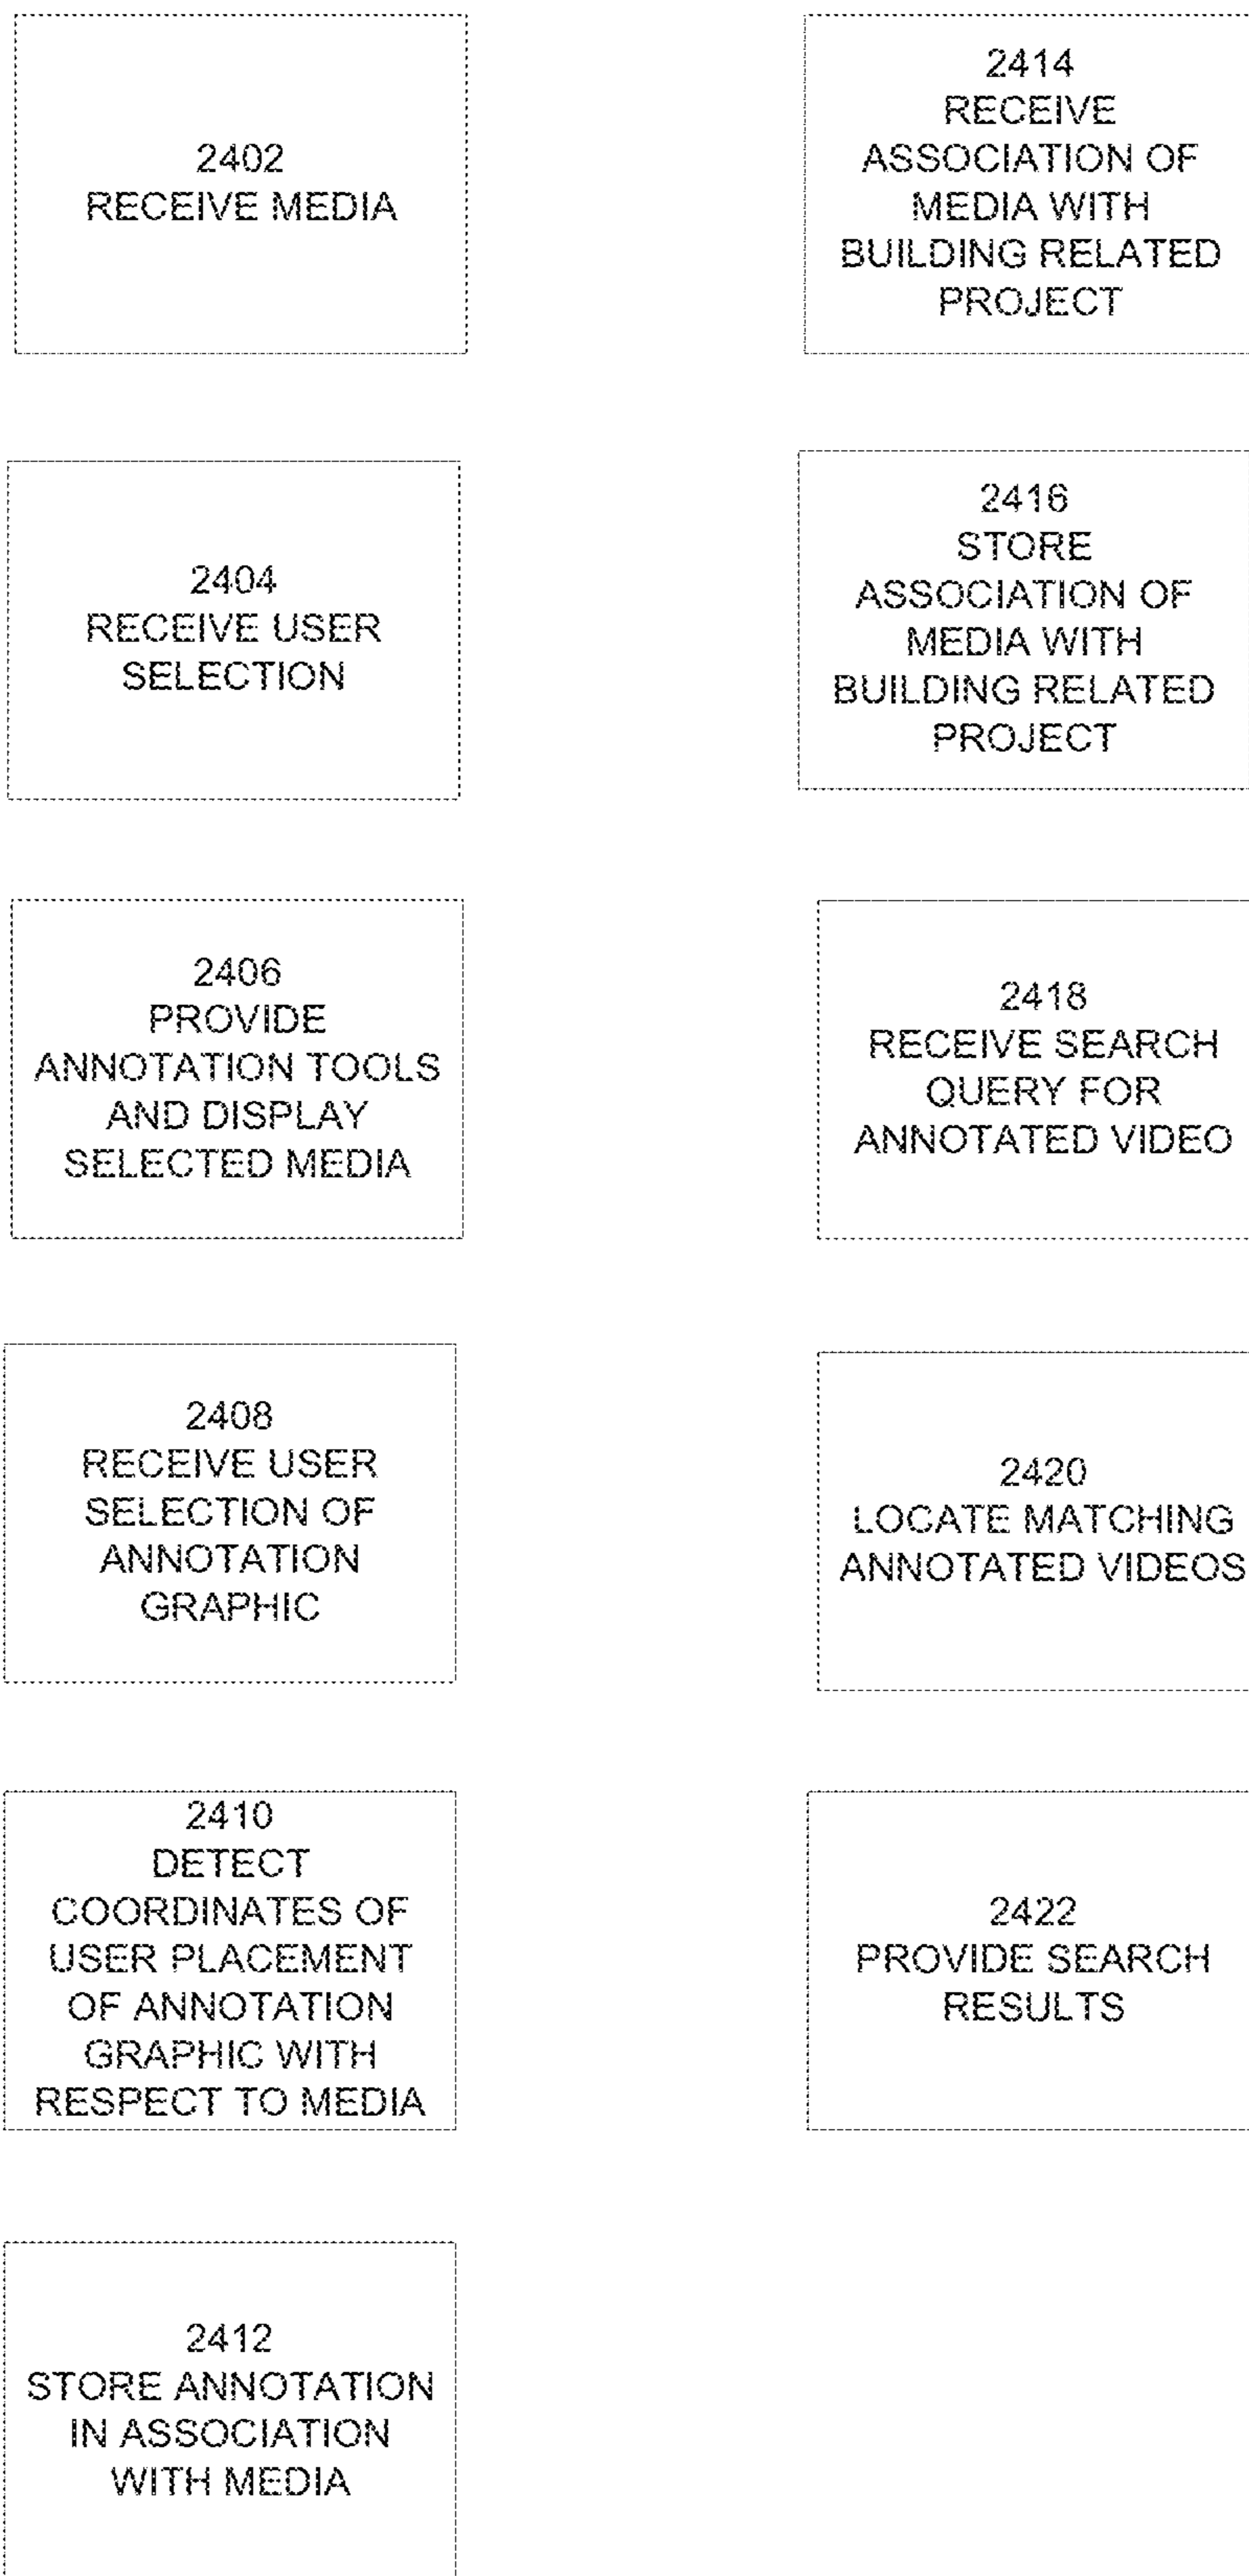 2402
RECEIVE MEDIA
2404
RECEIVE USER
SELECTION
2406
PROVIDE
ANNOTATION TOOLS
AND DISPLAY
SELECTED MEDIA
2408
RECEIVE USER
SELECTION OF
ANNOTATION
GRAPHIC
2410
DETECT
COORDINATES OF
USER PLACEMENT
OF ANNOTATION
GRAPHIC WITH
RESPECT TO MEDIA
2412
STORE ANNOTATION
IN ASSOCIATION
WITH MEDIA
2414
RECEIVE
ASSOCIATION OF
MEDIA WITH
BUILDING RELATED
PROJECT
2416
STORE
ASSOCIATION OF
MEDIA WITH
BUILDING RELATED
PROJECT
2418
RECEIVE SEARCH
QUERY FOR
ANNOTATED VIDEO
2420
LOCATE MATCHING
ANNOTATED VIDEOS
2422
PROVIDE SEARCH
RESULTS